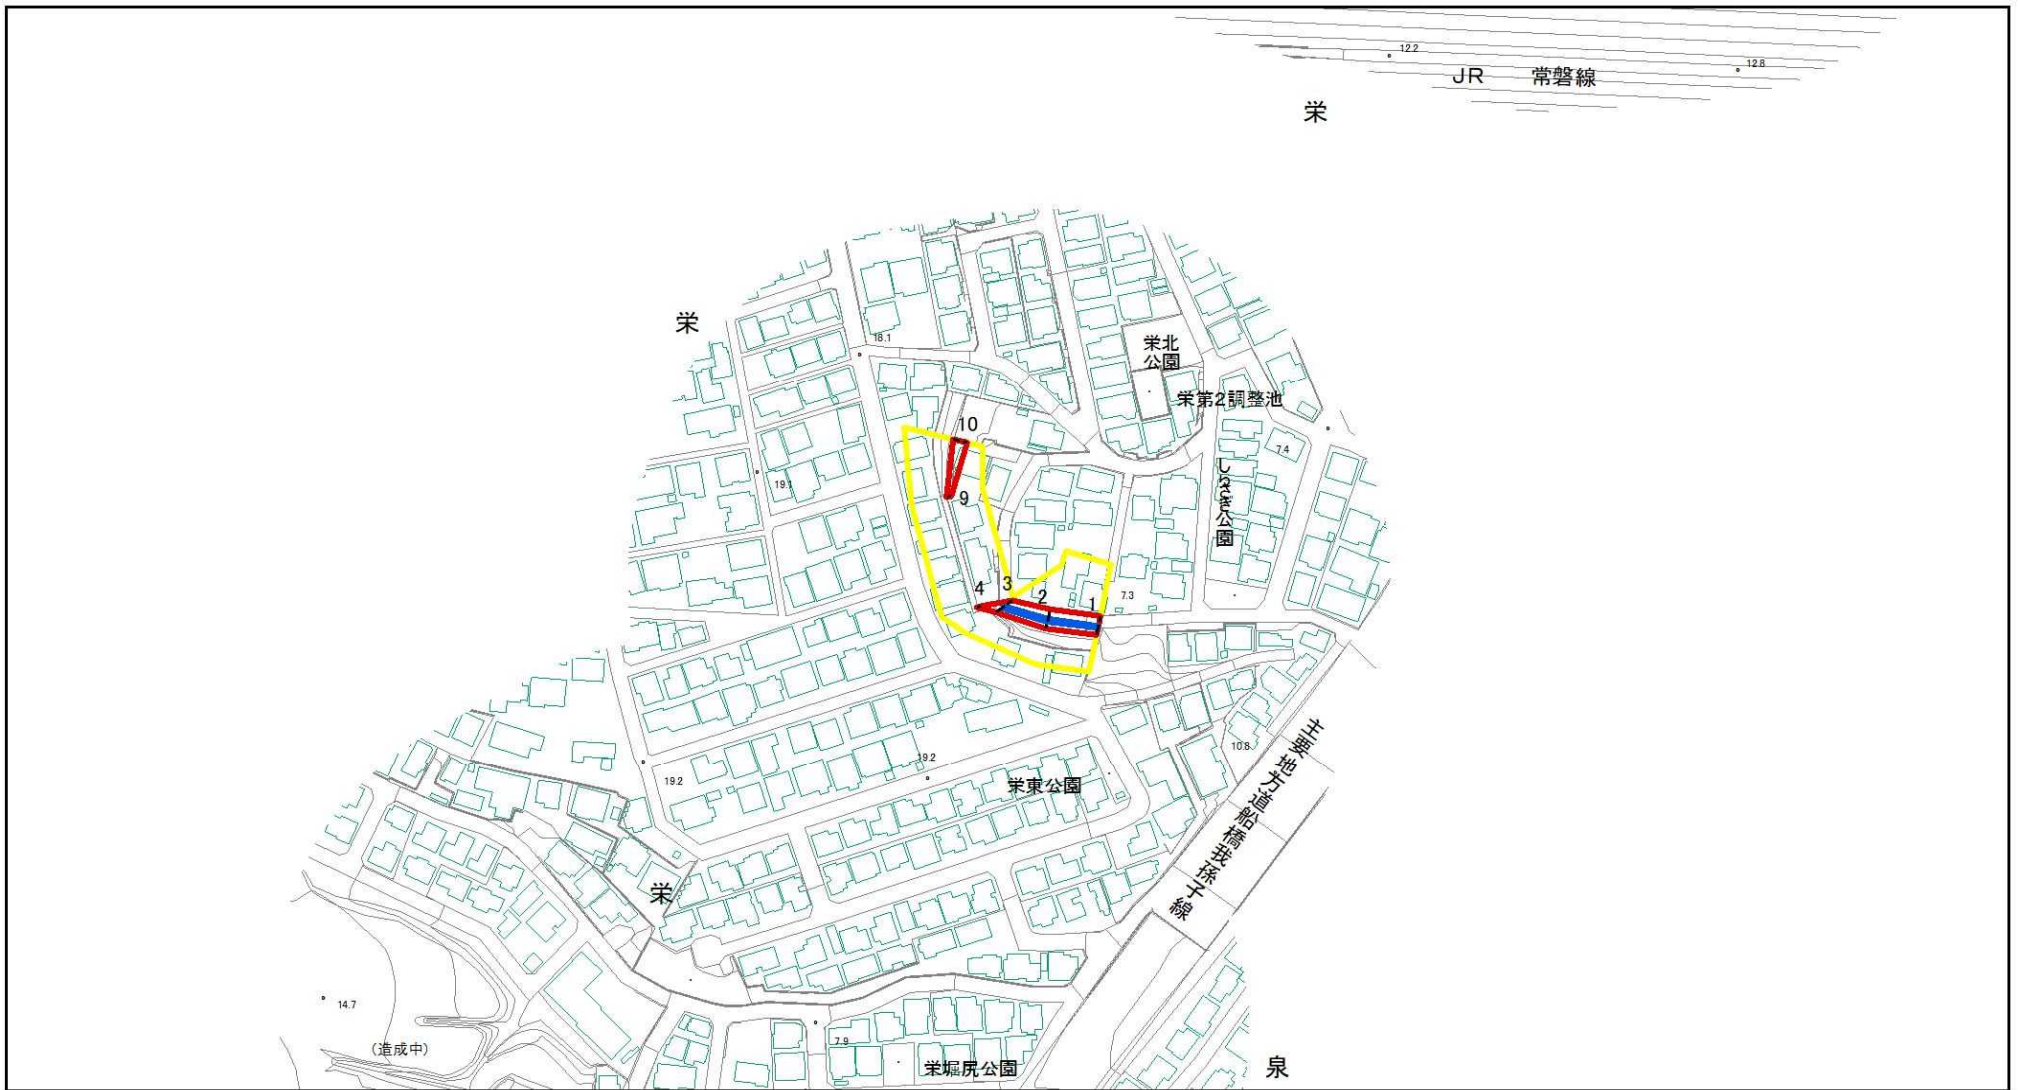 12.2
12.8
JR 常磐線
栄
栄
18.1
栄北
公園
栄第2調整池
10
7.4
19.1
9
しらさぎ公園
4
3
2
1
7.3
主要地方道船橋我孫子線
10.8
19.2
19.2
栄東公園
栄
14.7
(造成中)
7.9
栄堀尻公園
泉